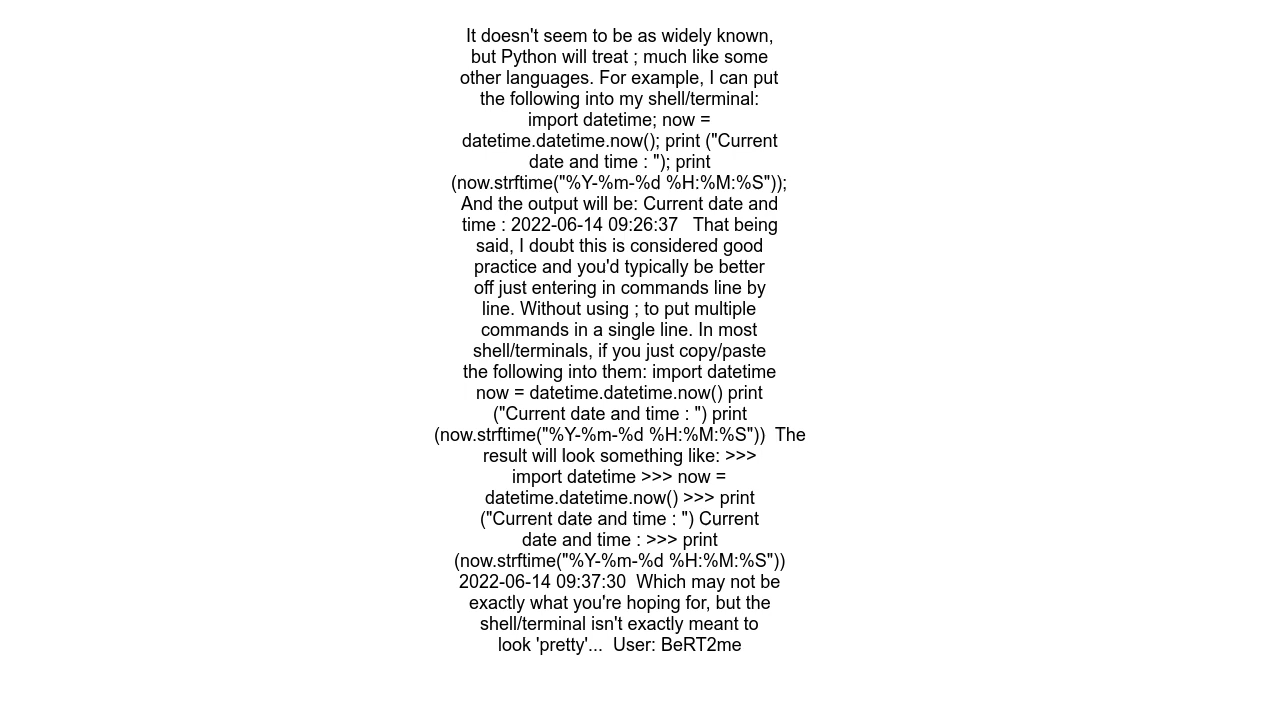 It doesn't seem to be as widely known,
but Python will treat ; much like some
other languages. For example, I can put
the following into my shell/terminal:
import datetime; now =
datetime.datetime.now(); print ("Current
date and time : "); print
(now.strftime("%Y-%m-%d %H:%M:%S"));
And the output will be: Current date and
time : 2022-06-14 09:26:37   That being
said, I doubt this is considered good
practice and you'd typically be better
off just entering in commands line by
line. Without using ; to put multiple
commands in a single line. In most
shell/terminals, if you just copy/paste
the following into them: import datetime
now = datetime.datetime.now() print
("Current date and time : ") print
(now.strftime("%Y-%m-%d %H:%M:%S"))  The
result will look something like: >>>
import datetime >>> now =
datetime.datetime.now() >>> print
("Current date and time : ") Current
date and time : >>> print
(now.strftime("%Y-%m-%d %H:%M:%S"))
2022-06-14 09:37:30  Which may not be
exactly what you're hoping for, but the
shell/terminal isn't exactly meant to
look 'pretty'...  User: BeRT2me